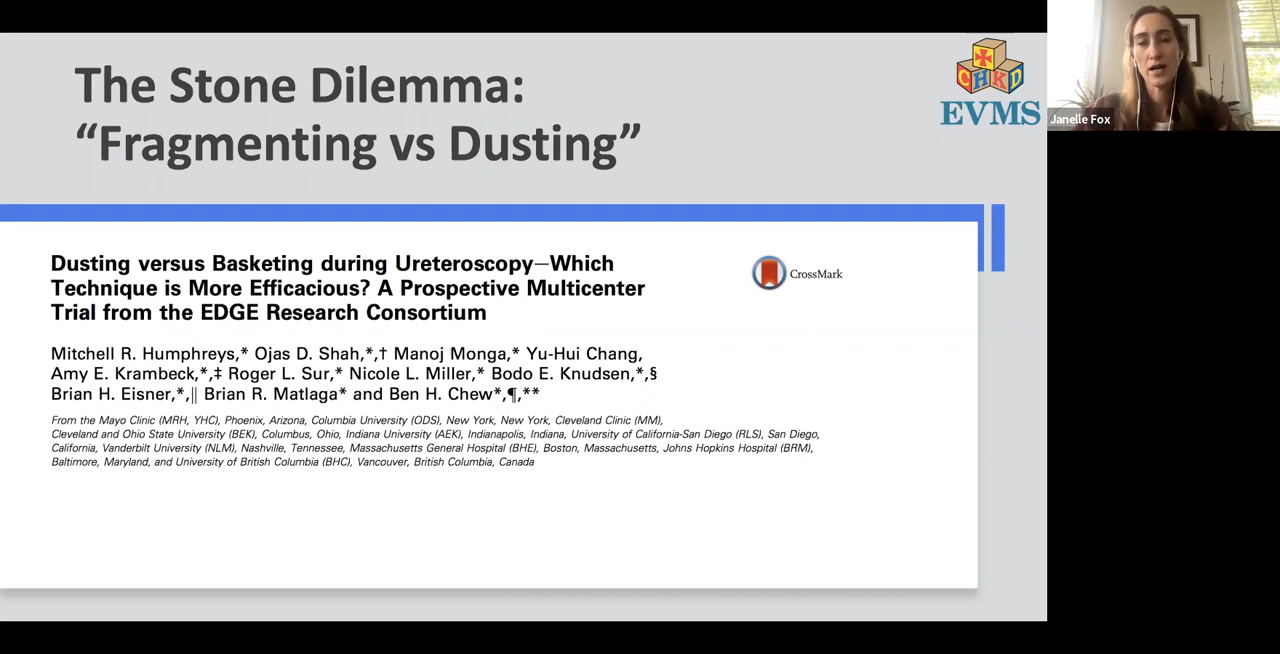 The Stone Dilemma:
“Fragmenting vs Dusting”
CHKD
EVMS
Janelle Fox
Dusting versus Basketing during Ureteroscopy—Which
Technique is More Efficacious? A Prospective Multicenter
Trial from the EDGE Research Consortium
CrossMark
Mitchell R. Humphreys,* Ojas D. Shah,*,† Manoj Monga,* Yu-Hui Chang,
Amy E. Krambeck,*,‡ Roger L. Sur,* Nicole L. Miller,* Bodo E. Knudsen,*,§
Brian H. Eisner,*,‖ Brian R. Matlaga* and Ben H. Chew*,¶,**
From the Mayo Clinic (MRH, YHC), Phoenix, Arizona, Columbia University (ODS), New York, New York, Cleveland Clinic (MM),
Cleveland and Ohio State University (BEK), Columbus, Ohio, Indiana University (AEK), Indianapolis, Indiana, University of California-San Diego (RLS), San Diego,
California, Vanderbilt University (NLM), Nashville, Tennessee, Massachusetts General Hospital (BHE), Boston, Massachusetts, Johns Hopkins Hospital (BRM),
Baltimore, Maryland, and University of British Columbia (BHC), Vancouver, British Columbia, Canada